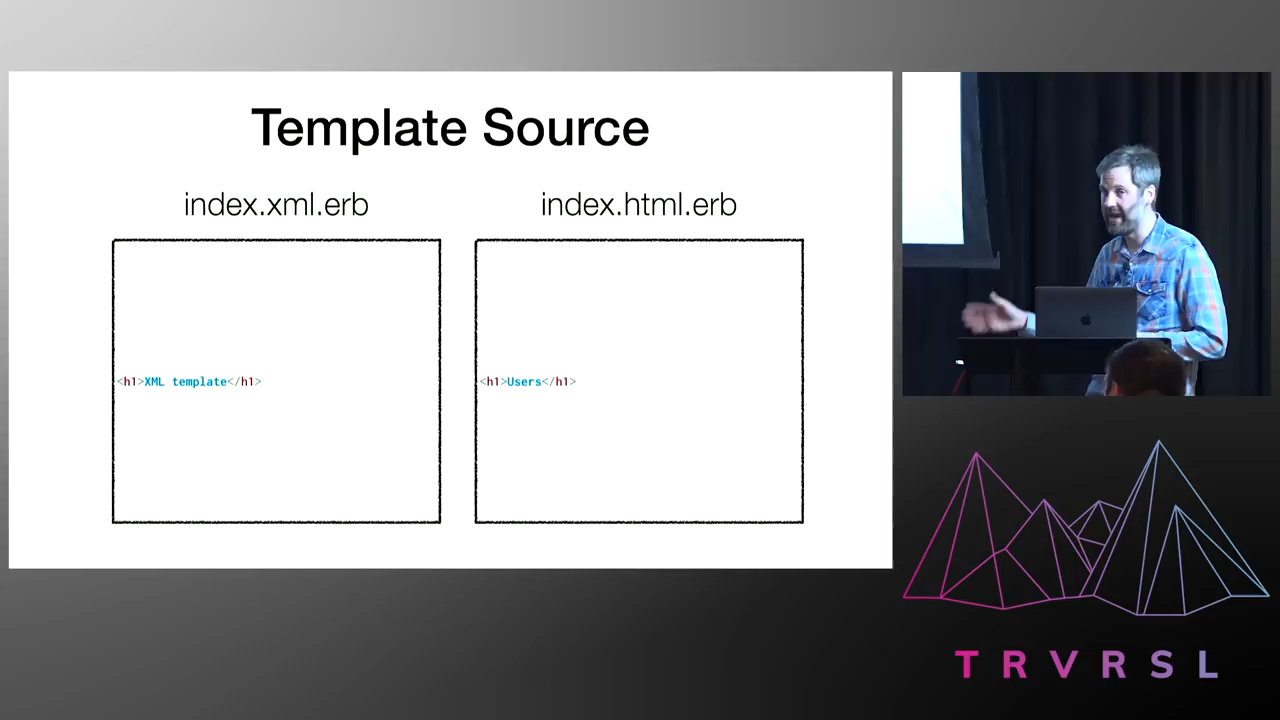 Template Source
index.xml.erb
index.html.erb
<h1>XML template</h1>
<h1>Users</h1>
TRVRSL